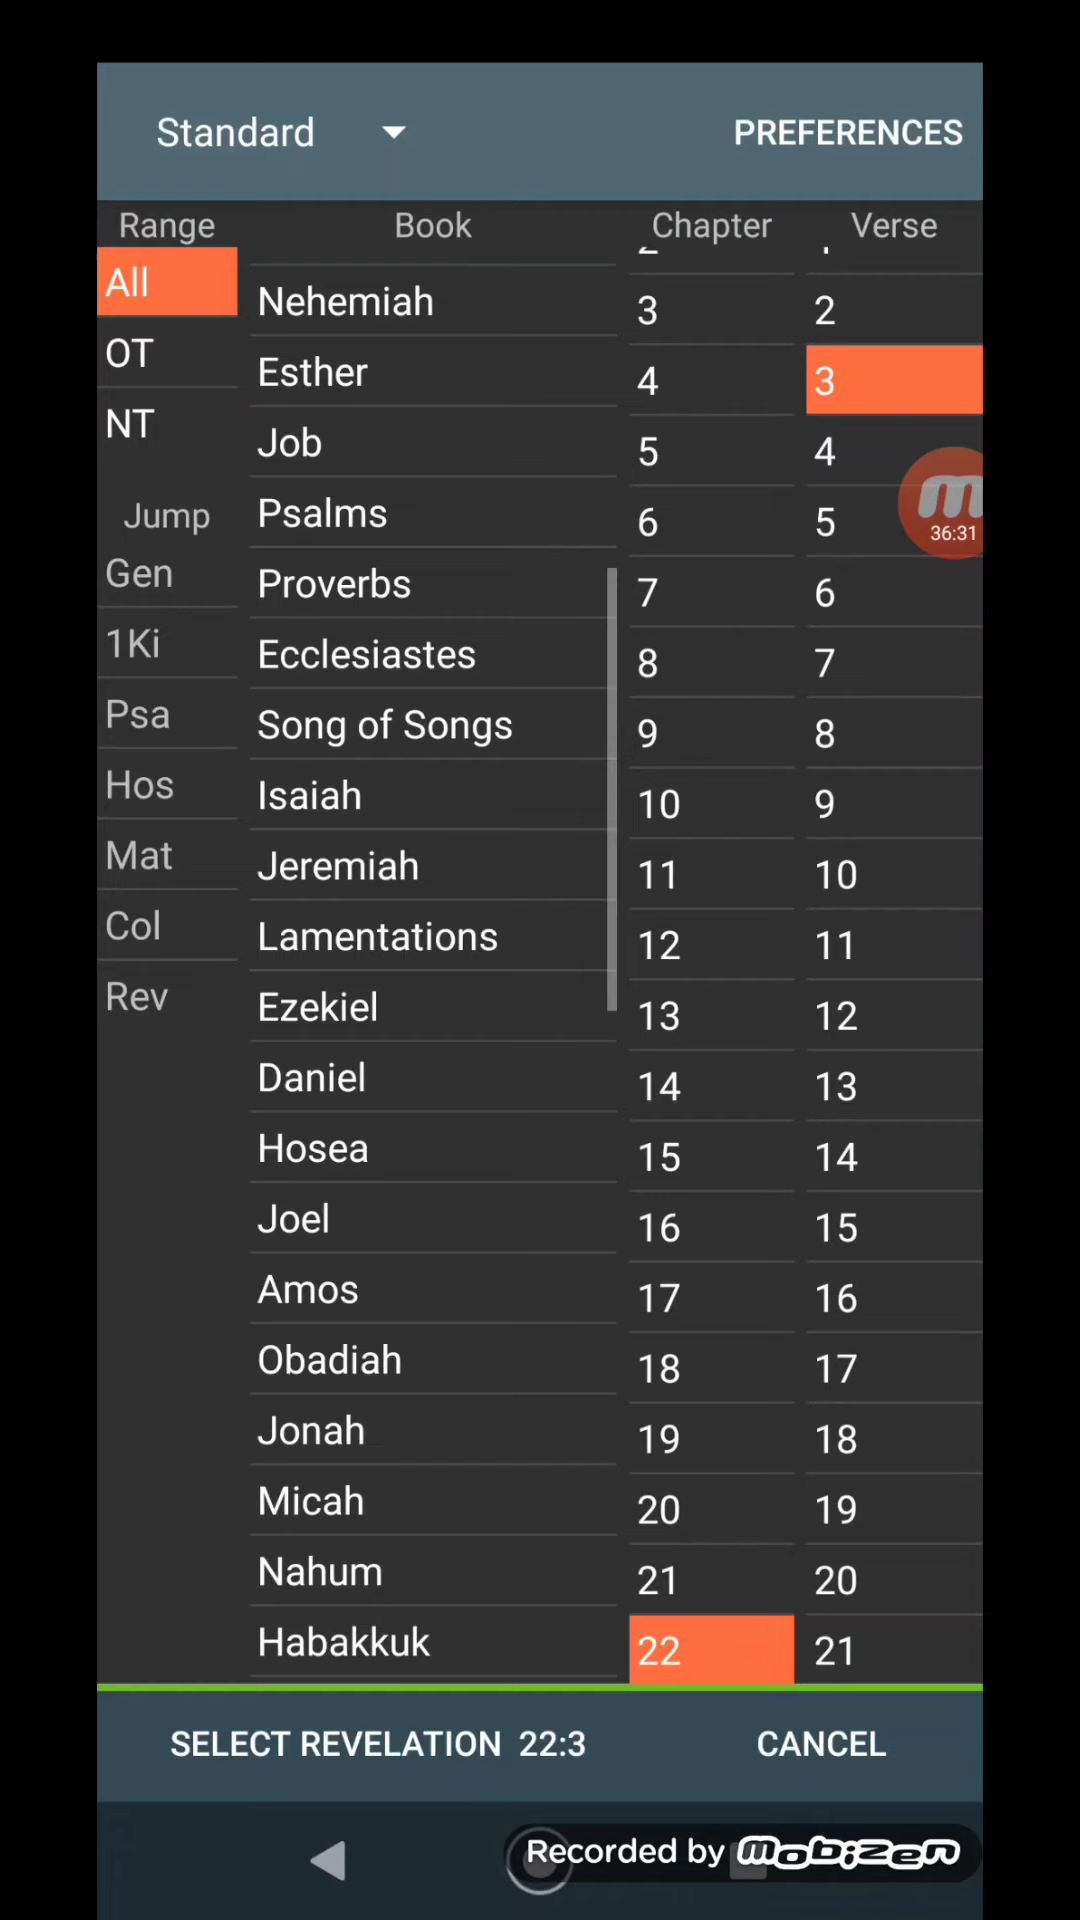 Standard PREFERENCES
Range Book Chapter Verse
All
OT
NT
Jump
Gen
1Ki
Psa
Hos
Mat
Col
Rev
Nehemiah
Esther
Job
Psalms
Proverbs
Ecclesiastes
Song of Songs
Isaiah
Jeremiah
Lamentations
Ezekiel
Daniel
Hosea
Joel
Amos
Obadiah
Jonah
Micah
Nahum
Habakkuk
3
4
5
6
7
8
9
10
11
12
13
14
15
16
17
18
19
20
21
22
2
3
4
5
6
7
8
9
10
11
12
13
14
15
16
17
18
19
20
21
36:31
SELECT REVELATION 22:3 CANCEL
Recorded by mobizen